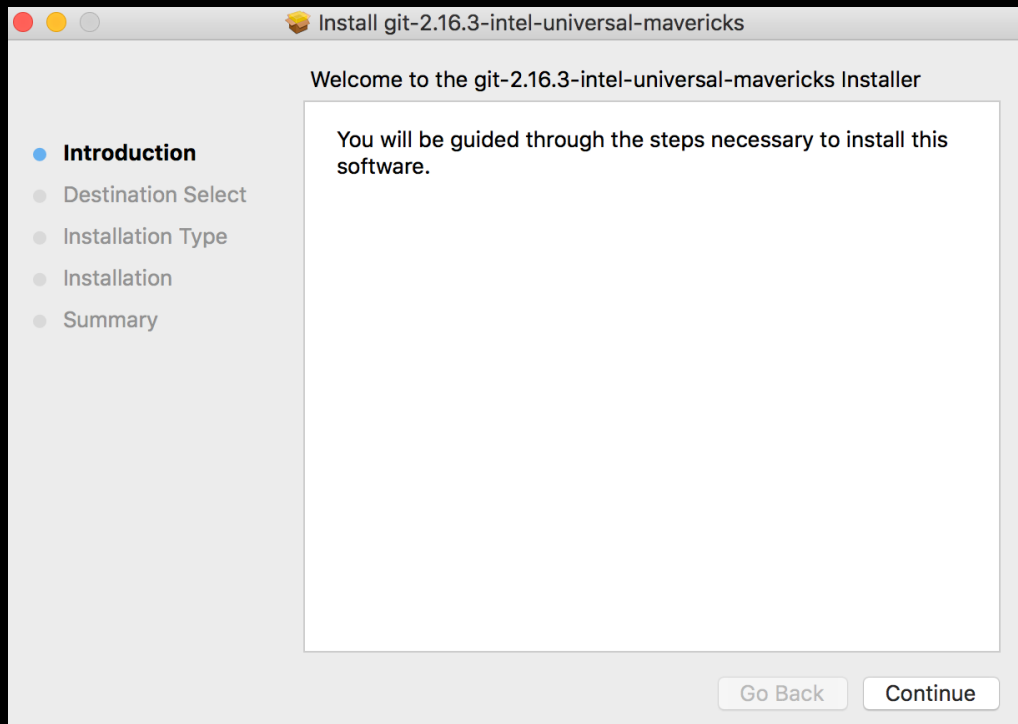 Install git-2.16.3-intel-universal-mavericks
Welcome to the git-2.16.3-intel-universal-mavericks Installer
Introduction
Destination Select
Installation Type
Installation
Summary
You will be guided through the steps necessary to install this
software.
Go Back
Continue